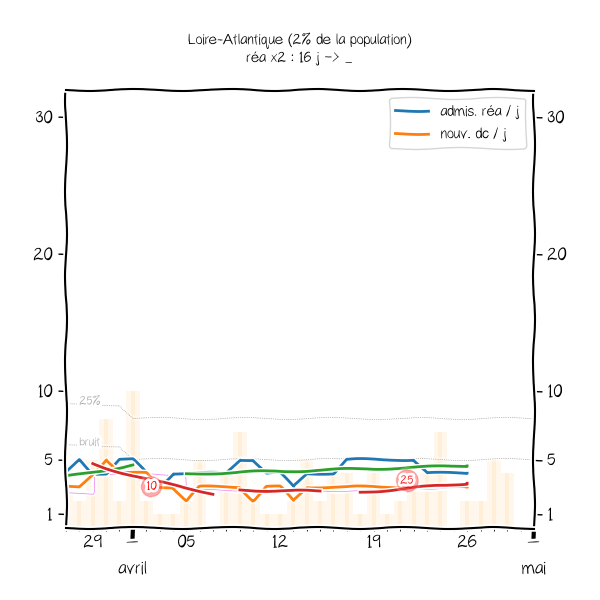 Loire-Atlantique (2% de la population)
réa x2 : 16 j -> _
admis. réa / j
nouv. dc / j
30
30
20
20
10
10
25%
bruit
5
5
10
25
1
1
29
05
12
19
26
avril
mai